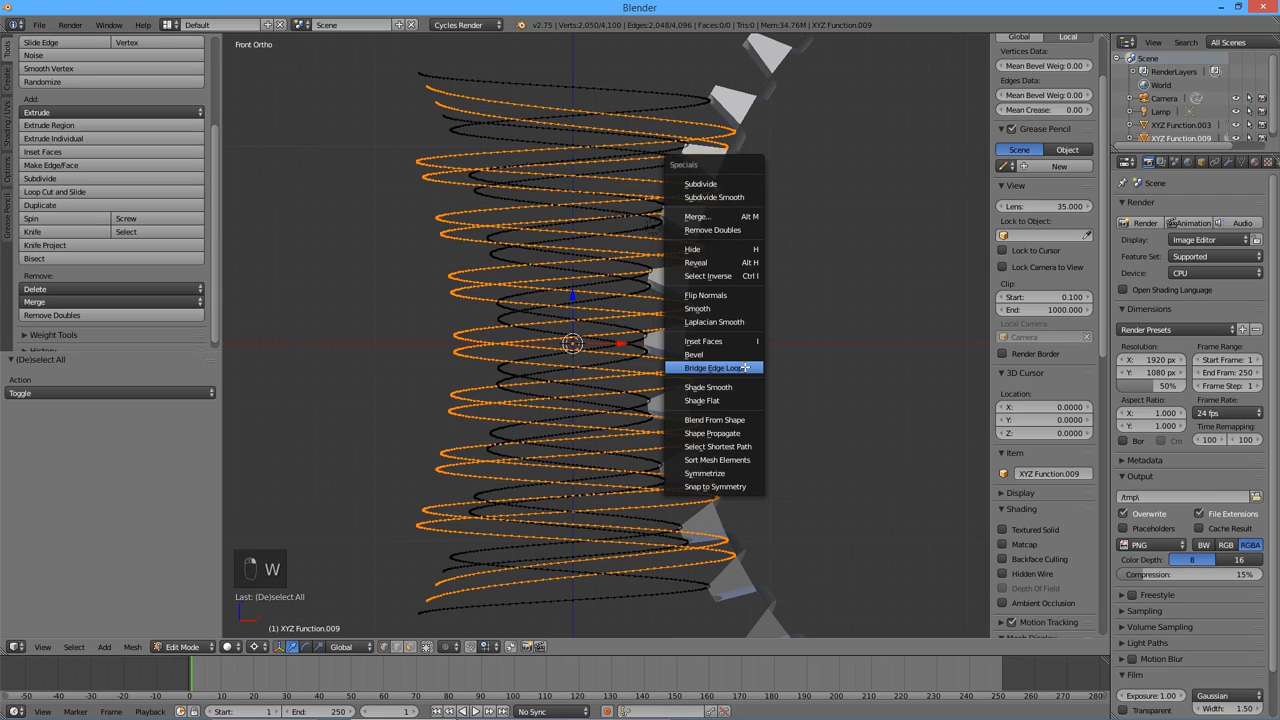 Blender
File Render Window Help Default Scene Cycles Render v2.75 | Verts:2,050/4,100 | Edges:2,048/4,096 | Faces:0/0 | Tris:0 | Mem:34.76M | XYZ Function.009
Tools
Create
Shading / UVs
Options
Grease Pencil
Slide Edge Vertex
Noise
Smooth Vertex
Randomize
Add:
Extrude
Extrude Region
Extrude Individual
Inset Faces
Make Edge/Face
Subdivide
Loop Cut and Slide
Duplicate
Spin Screw
Knife Select
Knife Project
Bisect
Remove:
Delete
Merge
Remove Doubles
Weight Tools
(De)select All
Action
Toggle
Front Ortho
Specials
Subdivide
Subdivide Smooth
Merge... Alt M
Remove Doubles
Hide H
Reveal Alt H
Select Inverse Ctrl I
Flip Normals
Smooth
Laplacian Smooth
Inset Faces I
Bevel
Bridge Edge Loops
Shade Smooth
Shade Flat
Blend From Shape
Shape Propagate
Select Shortest Path
Sort Mesh Elements
Symmetrize
Snap to Symmetry
W
Last: (De)select All
(1) XYZ Function.009
View Select Add Mesh Edit Mode Global
Global Local
Vertices Data:
Mean Bevel Weig: 0.00
Edges Data:
Mean Bevel Weig: 0.00
Mean Crease: 0.00
Grease Pencil
Scene Object
New
View
Lens: 35.000
Lock to Object:
Lock to Cursor
Lock Camera to View
Clip:
Start: 0.100
End: 1000.000
Local Camera:
Camera
Render Border
3D Cursor
Location:
X: 0.0000
Y: 0.0000
Z: 0.0000
Item
XYZ Function.009
Display
Shading
Textured Solid
Matcap
Backface Culling
Hidden Wire
Depth Of Field
Ambient Occlusion
Motion Tracking
View Search All Scenes
Scene
RenderLayers
World
Camera
Lamp
XYZ Function.003
XYZ Function.009
Scene
Render
Render Animation Audio
Display: Image Editor
Feature Set: Supported
Device: CPU
Open Shading Language
Dimensions
Render Presets
Resolution: Frame Range:
X: 1920 px Start Frame: 1
Y: 1080 px End Fram: 250
50% Frame Step: 1
Aspect Ratio: Frame Rate:
X: 1.000 24 fps
Y: 1.000 Time Remapping:
Bor 100 100
Metadata
Output
/tmp\
Overwrite File Extensions
Placeholders Cache Result
PNG BW RGB RGBA
Color Depth: 8 16
Compression: 15%
Freestyle
Sampling
Volume Sampling
Light Paths
Motion Blur
Film
Exposure: 1.00 Gaussian
Transparent Width: 1.50
-50 -40 -30 -20 -10 0 10 20 30 40 50 60 70 80 90 100 110 120 130 140 150 160 170 180 190 200 210 220 230 240 250 260 270 280
View Marker Frame Playback Start: 1 End: 250 1 No Sync